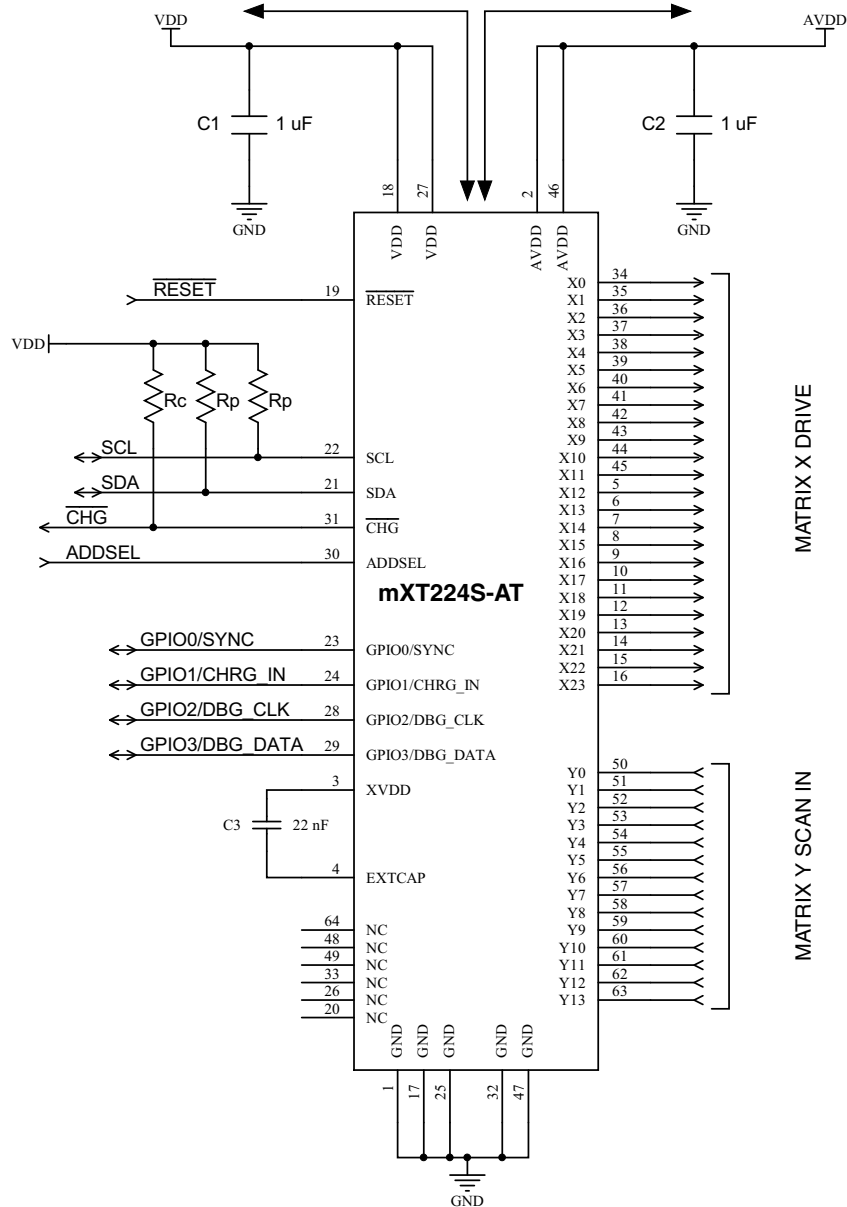 VDD
AVDD
C1 1 uF
C2 1 uF
GND
GND
18
27
2
46
VDD
VDD
AVDD
AVDD
RESET 19 RESET
VDD
Rc
Rp
Rp
SCL 22 SCL
SDA 21 SDA
CHG 31 CHG
ADDSEL 30 ADDSEL
mXT224S-AT
GPIO0/SYNC 23 GPIO0/SYNC
GPIO1/CHRG_IN 24 GPIO1/CHRG_IN
GPIO2/DBG_CLK 28 GPIO2/DBG_CLK
GPIO3/DBG_DATA 29 GPIO3/DBG_DATA
3 XVDD
C3 22 nF
4 EXTCAP
64 NC
48 NC
49 NC
33 NC
26 NC
20 NC
X0 34
X1 35
X2 36
X3 37
X4 38
X5 39
X6 40
X7 41
X8 42
X9 43
X10 44
X11 45
X12 5
X13 6
X14 7
X15 8
X16 9
X17 10
X18 11
X19 12
X20 13
X21 14
X22 15
X23 16
MATRIX X DRIVE
Y0 50
Y1 51
Y2 52
Y3 53
Y4 54
Y5 55
Y6 56
Y7 57
Y8 58
Y9 59
Y10 60
Y11 61
Y12 62
Y13 63
MATRIX Y SCAN IN
GND
GND
GND
GND
GND
1
17
25
32
47
GND